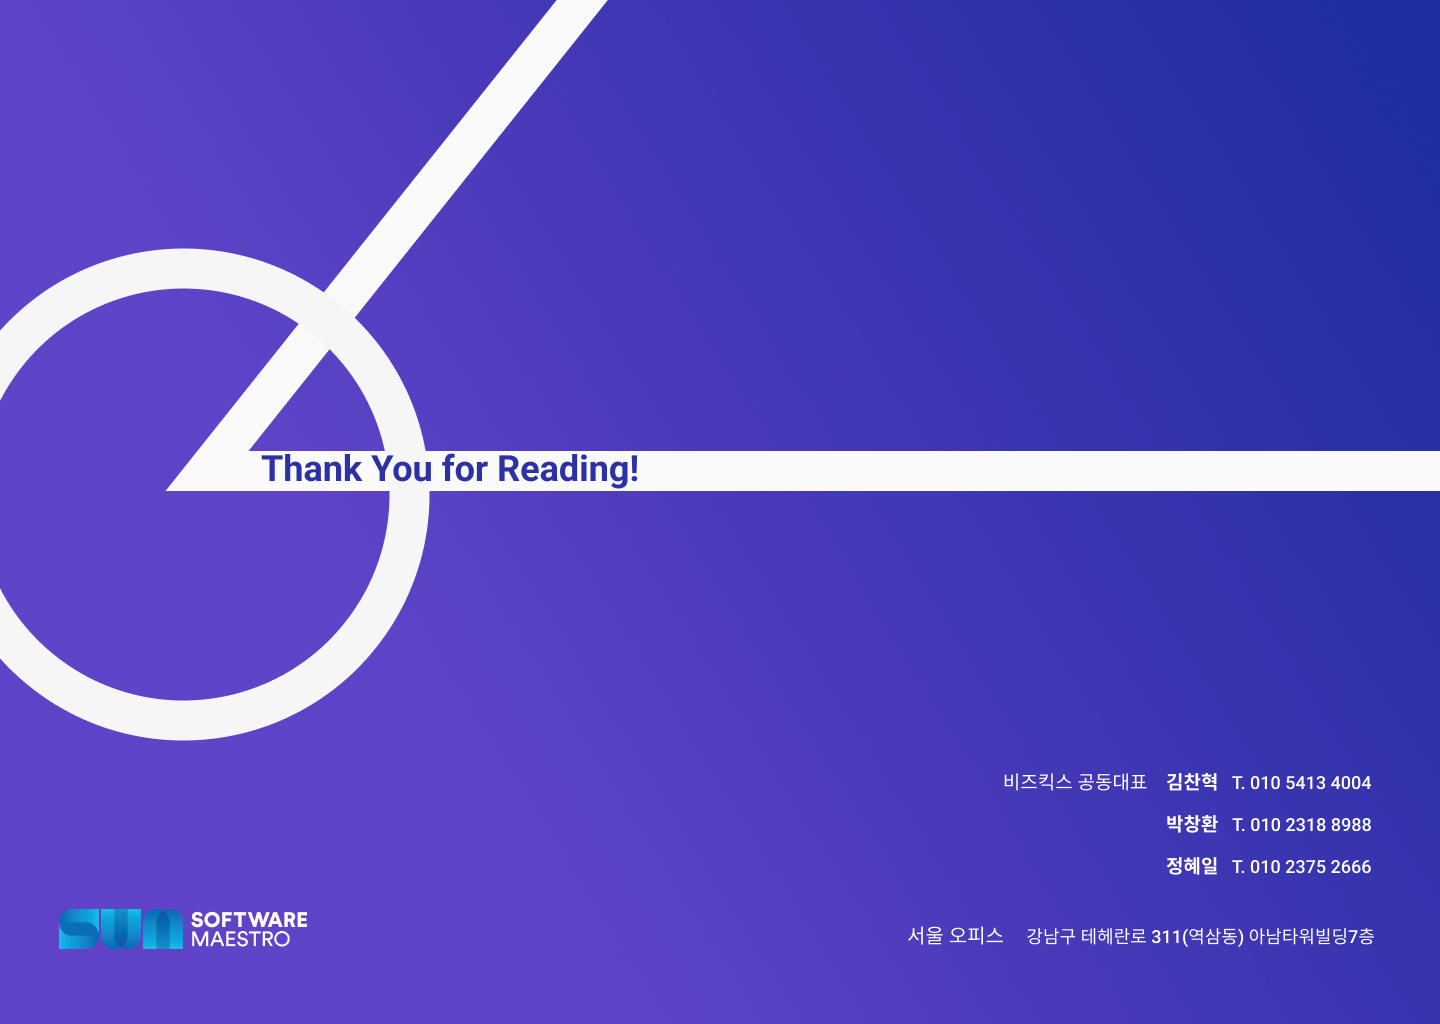 Thank You for Reading!
비즈킥스 공동대표 김찬혁 T. 010 5413 4004
박창환 T. 010 2318 8988
정혜일 T. 010 2375 2666
SOFTWARE
MAESTRO
서울 오피스 강남구 테헤란로 311(역삼동) 아남타워빌딩7층